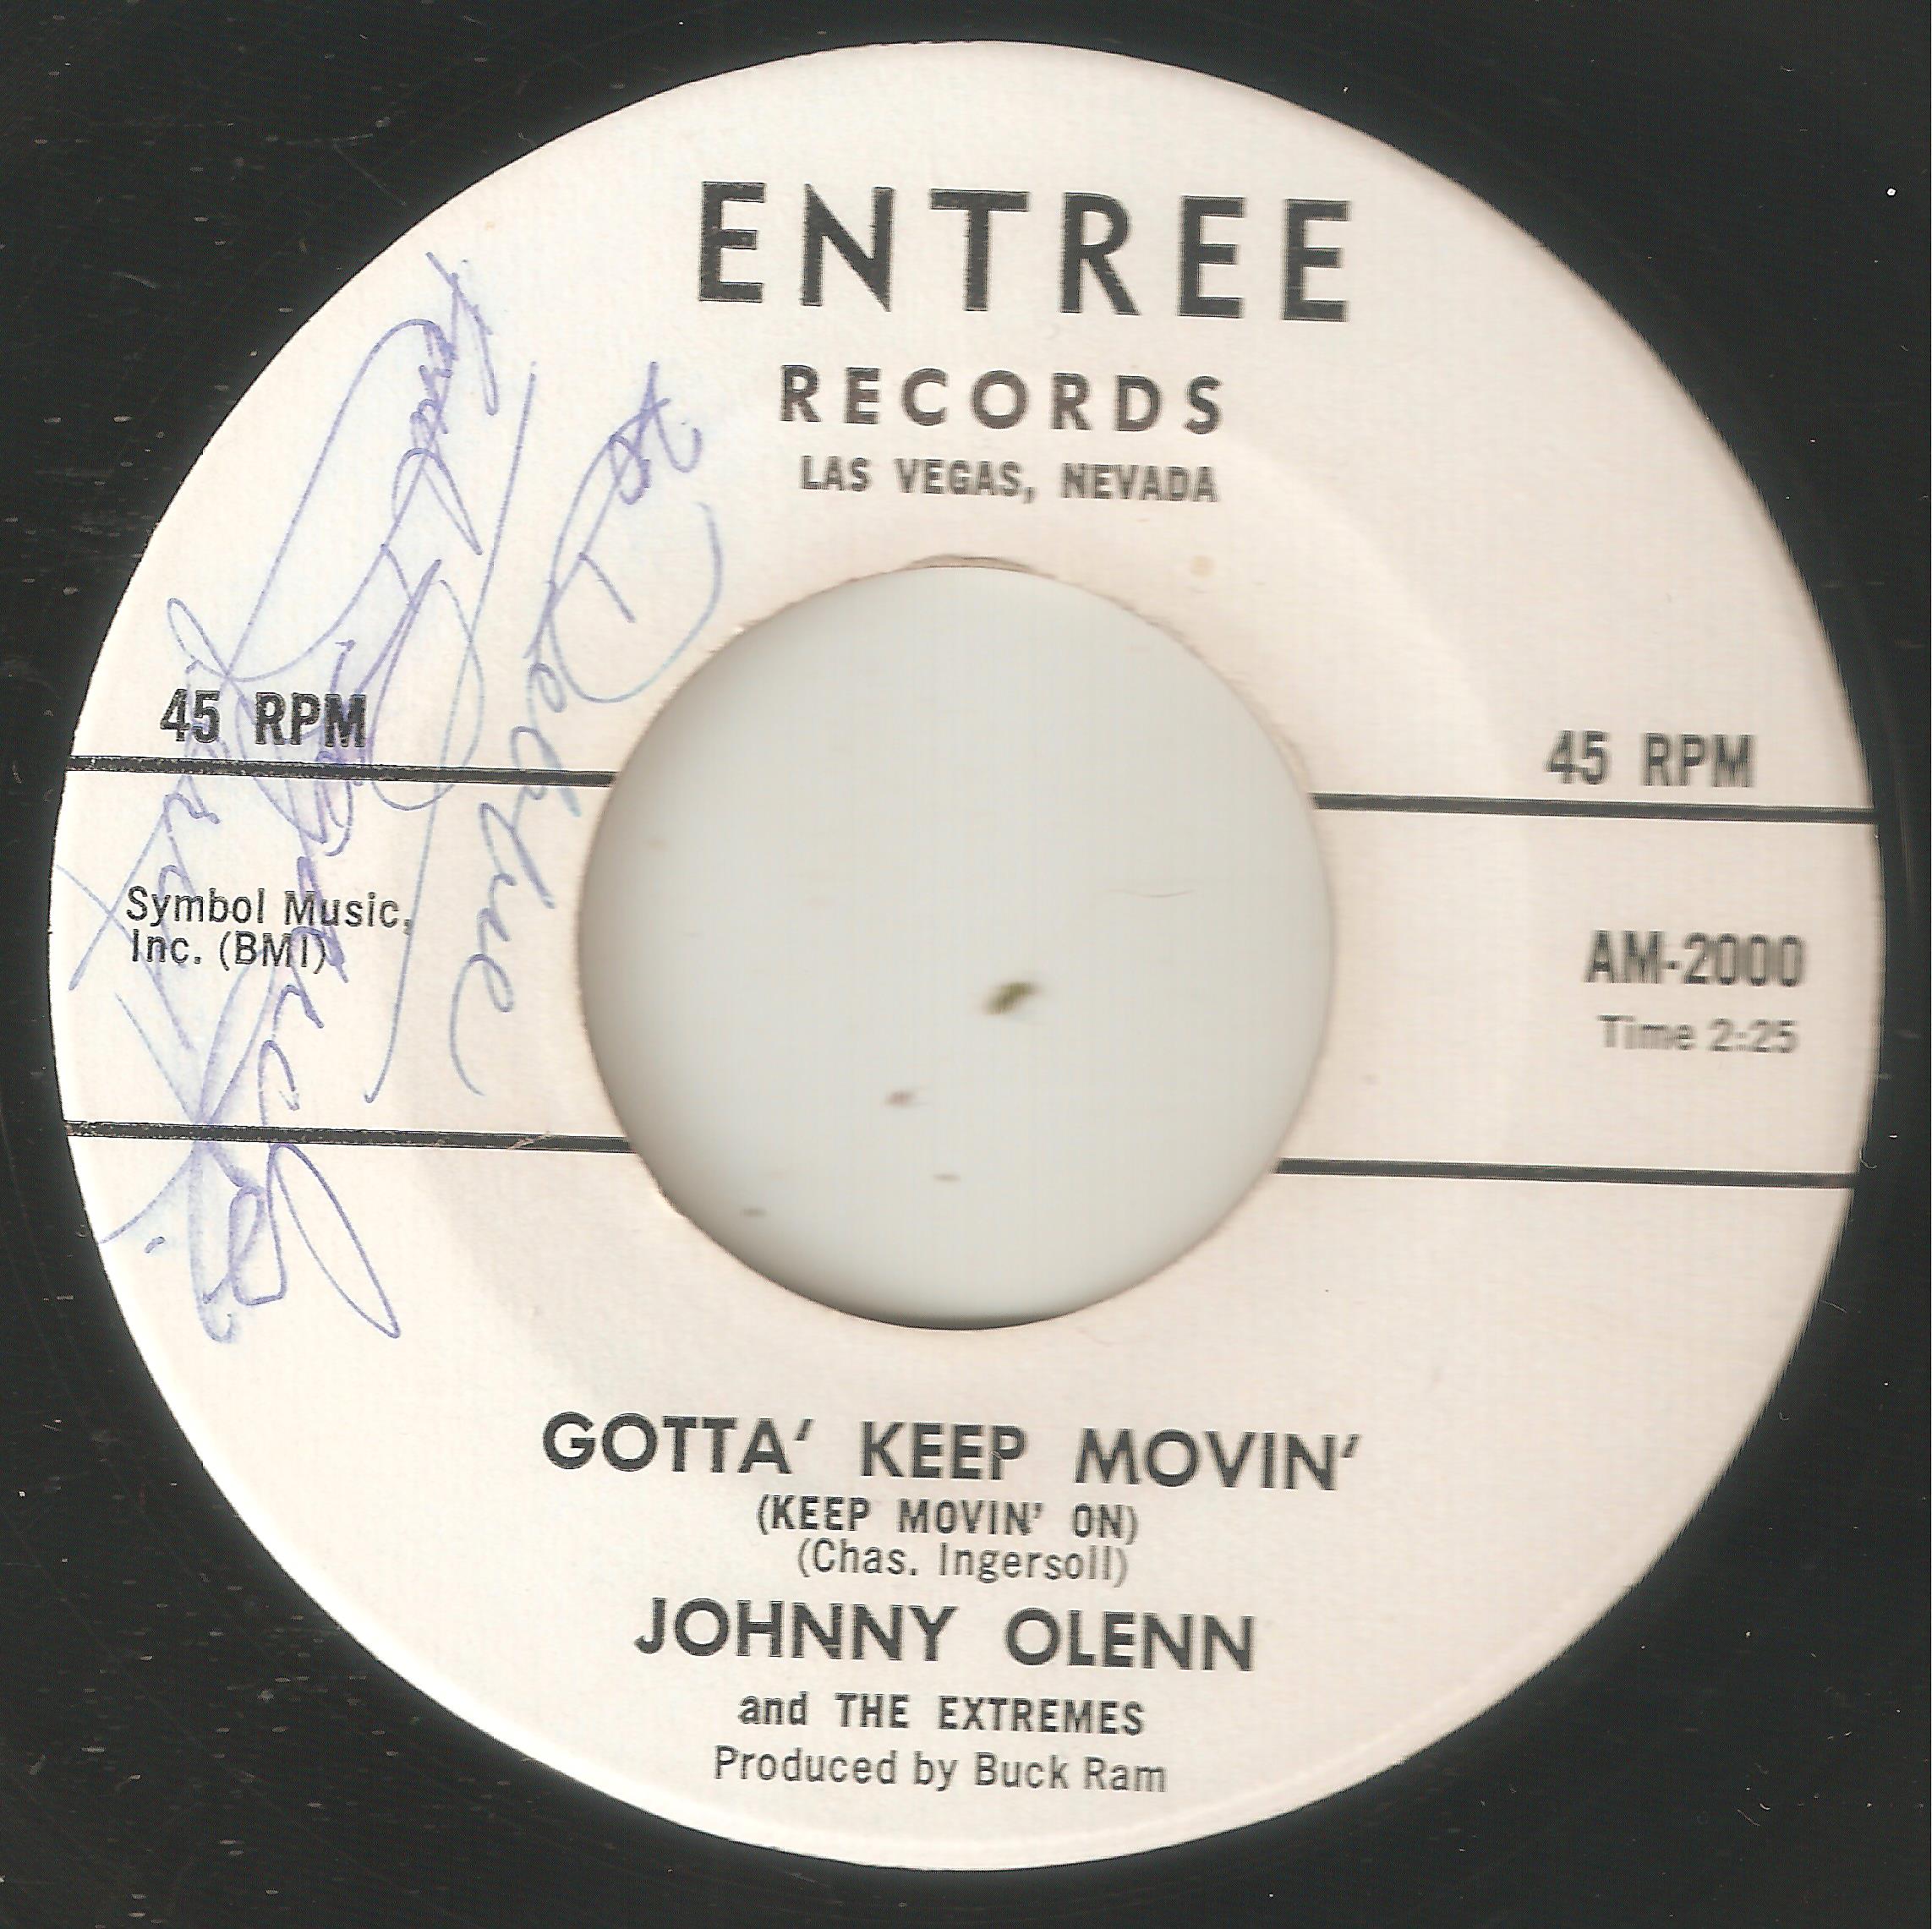 ENTREE
RECORDS
LAS VEGAS, NEVADA
45 RPM
45 RPM
Symbol Music,
Inc. (BMI)
AM-2000
Time 2:25
GOTTA' KEEP MOVIN'
(KEEP MOVIN' ON)
(Chas. Ingersoll)
JOHNNY OLENN
and THE EXTREMES
Produced by Buck Ram